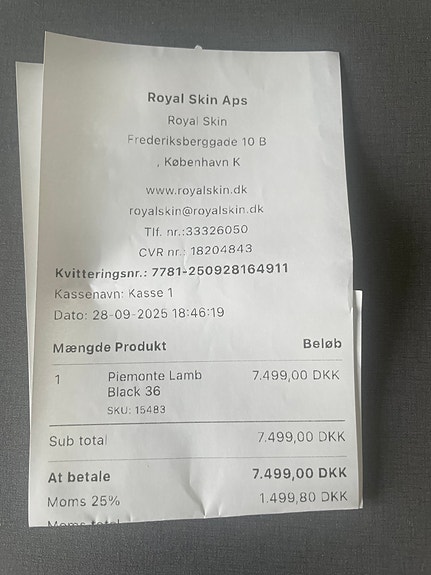 Royal Skin Aps
Royal Skin
Frederiksberggade 10 B
, København K
www.royalskin.dk
royalskin@royalskin.dk
Tlf. nr.:33326050
CVR nr.: 18204843
Kvitteringsnr.: 7781-250928164911
Kassenavn: Kasse 1
Dato: 28-09-2025 18:46:19
Mængde Produkt Beløb
1 Piemonte Lamb 7.499,00 DKK
Black 36
SKU: 15483
Sub total 7.499,00 DKK
At betale 7.499,00 DKK
Moms 25% 1.499,80 DKK
Moms total